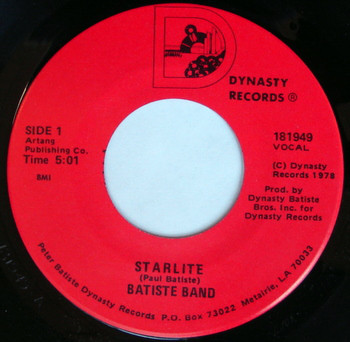 DYNASTY
RECORDS ®
SIDE 1
Artang
Publishing Co.
Time 5:01
BMI
181949
VOCAL
(C) Dynasty
Records 1978
Prod. by
Dynasty Batiste
Bros. Inc. for
Dynasty Records
STARLITE
(Paul Batiste)
BATISTE BAND
Peter Batiste Dynasty Records P.O. Box 73022 Metairie, LA 70033